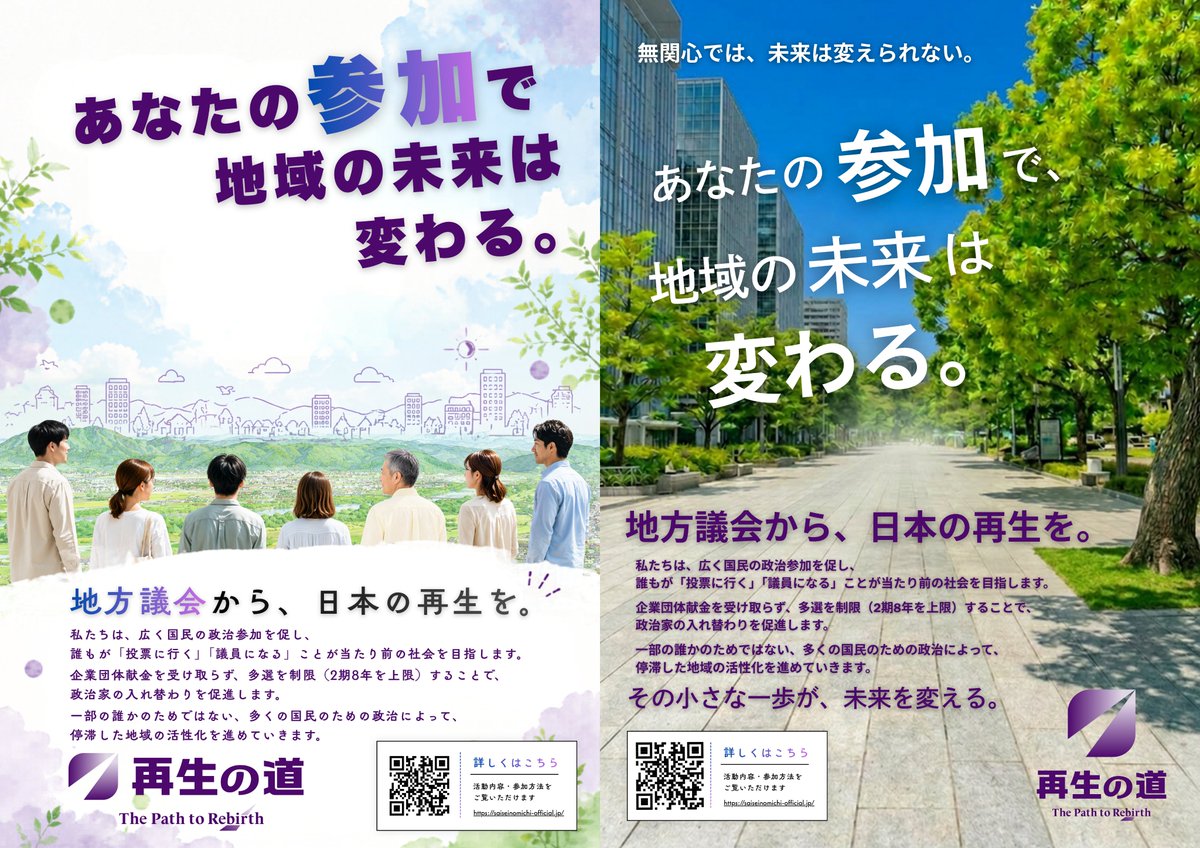 あなたの参加で
地域の未来は
変わる。
地方議会から、日本の再生を。
私たちは、広く国民の政治参加を促し、
誰もが「投票に行く」「議員になる」ことが当たり前の社会を目指します。
企業団体献金を受け取らず、多選を制限（2期8年を上限）することで、
政治家の入れ替わりを促進します。
一部の誰かのためではない、多くの国民のための政治によって、
停滞した地域の活性化を進めていきます。
再生の道
The Path to Rebirth
詳しくはこちら
活動内容・参加方法を
ご覧いただけます
https://saiseinomichi-official.jp/
無関心では、未来は変えられない。
あなたの参加で、
地域の未来は
変わる。
地方議会から、日本の再生を。
私たちは、広く国民の政治参加を促し、
誰もが「投票に行く」「議員になる」ことが当たり前の社会を目指します。
企業団体献金を受け取らず、多選を制限（2期8年を上限）することで、
政治家の入れ替わりを促進します。
一部の誰かのためではない、多くの国民のための政治によって、
停滞した地域の活性化を進めていきます。
その小さな一歩が、未来を変える。
詳しくはこちら
活動内容・参加方法を
ご覧いただけます
https://saiseinomichi-official.jp/
再生の道
The Path to Rebirth